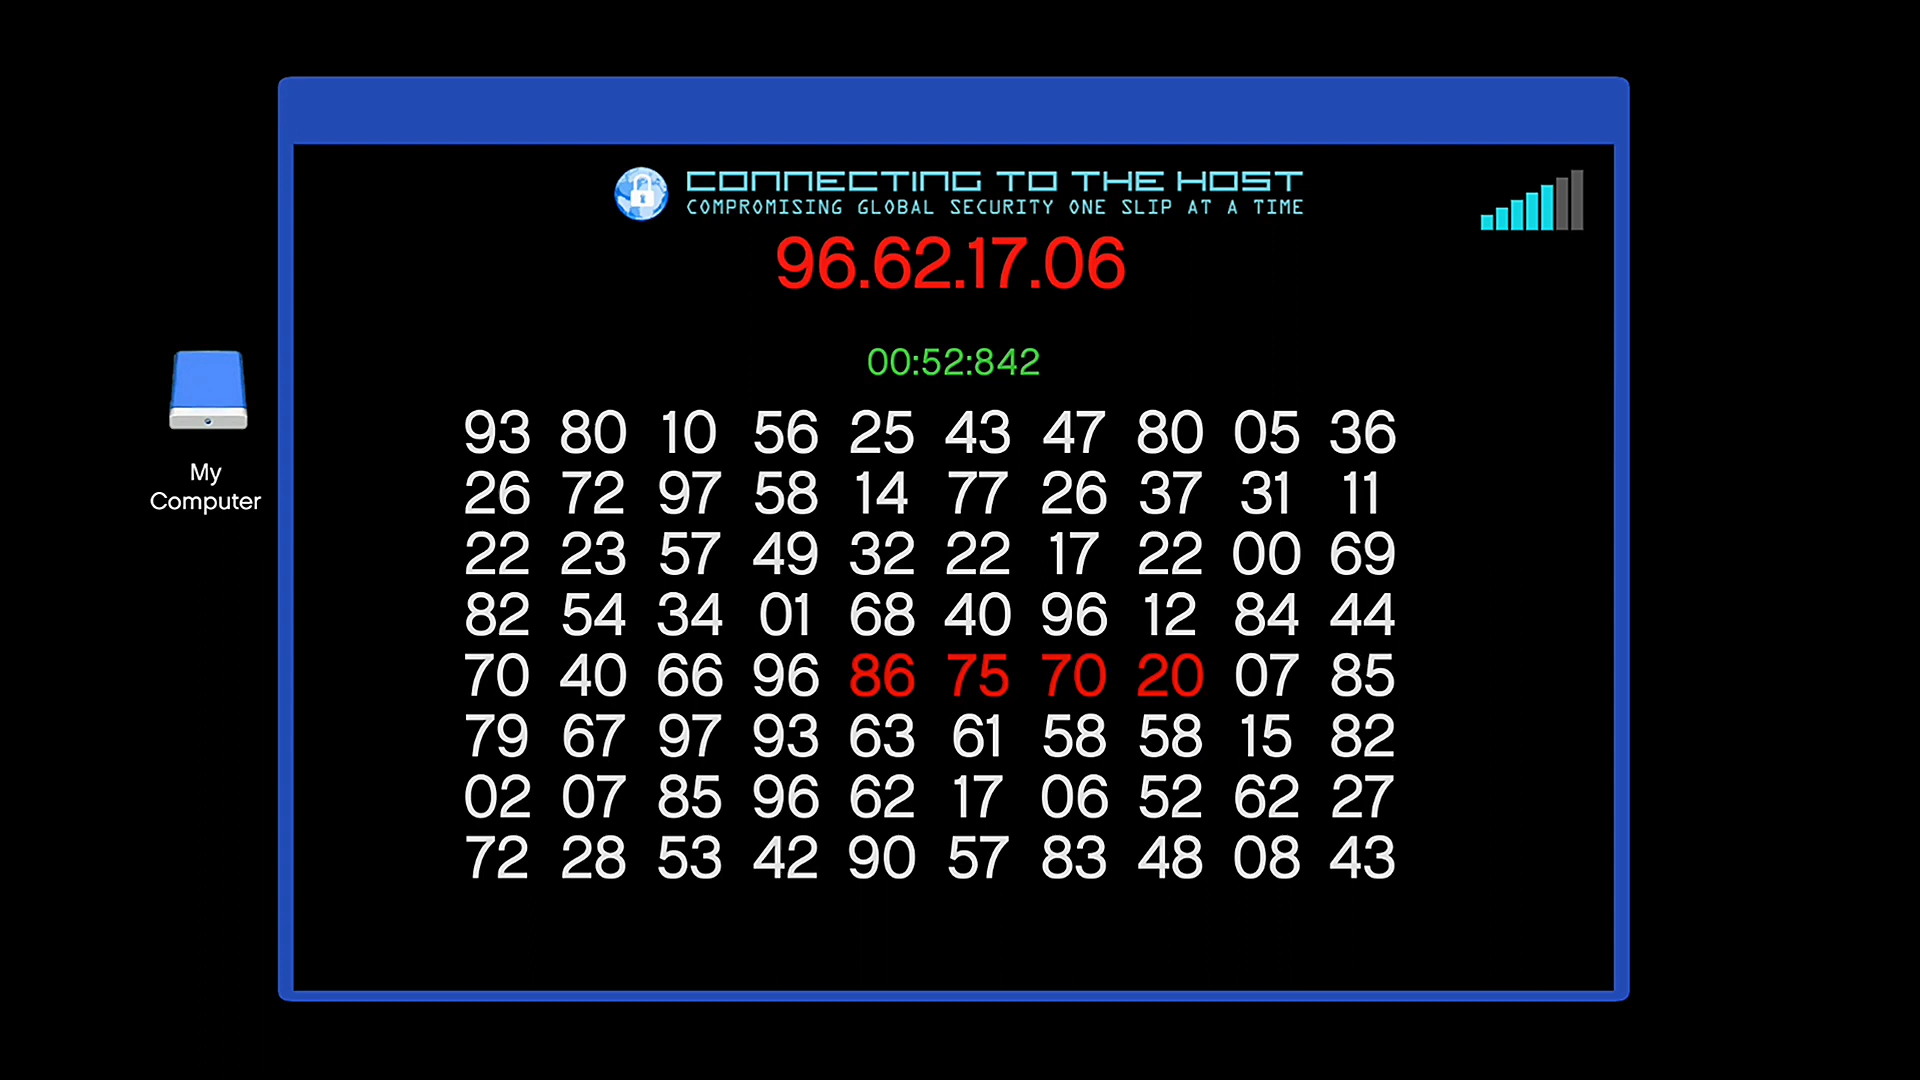 CONNECTING TO THE HOST
COMPROMISING GLOBAL SECURITY ONE SLIP AT A TIME
96.62.17.06
00:52:842
93 80 10 56 25 43 47 80 05 36
26 72 97 58 14 77 26 37 31 11
22 23 57 49 32 22 17 22 00 69
82 54 34 01 68 40 96 12 84 44
70 40 66 96 86 75 70 20 07 85
79 67 97 93 63 61 58 58 15 82
02 07 85 96 62 17 06 52 62 27
72 28 53 42 90 57 83 48 08 43
My
Computer